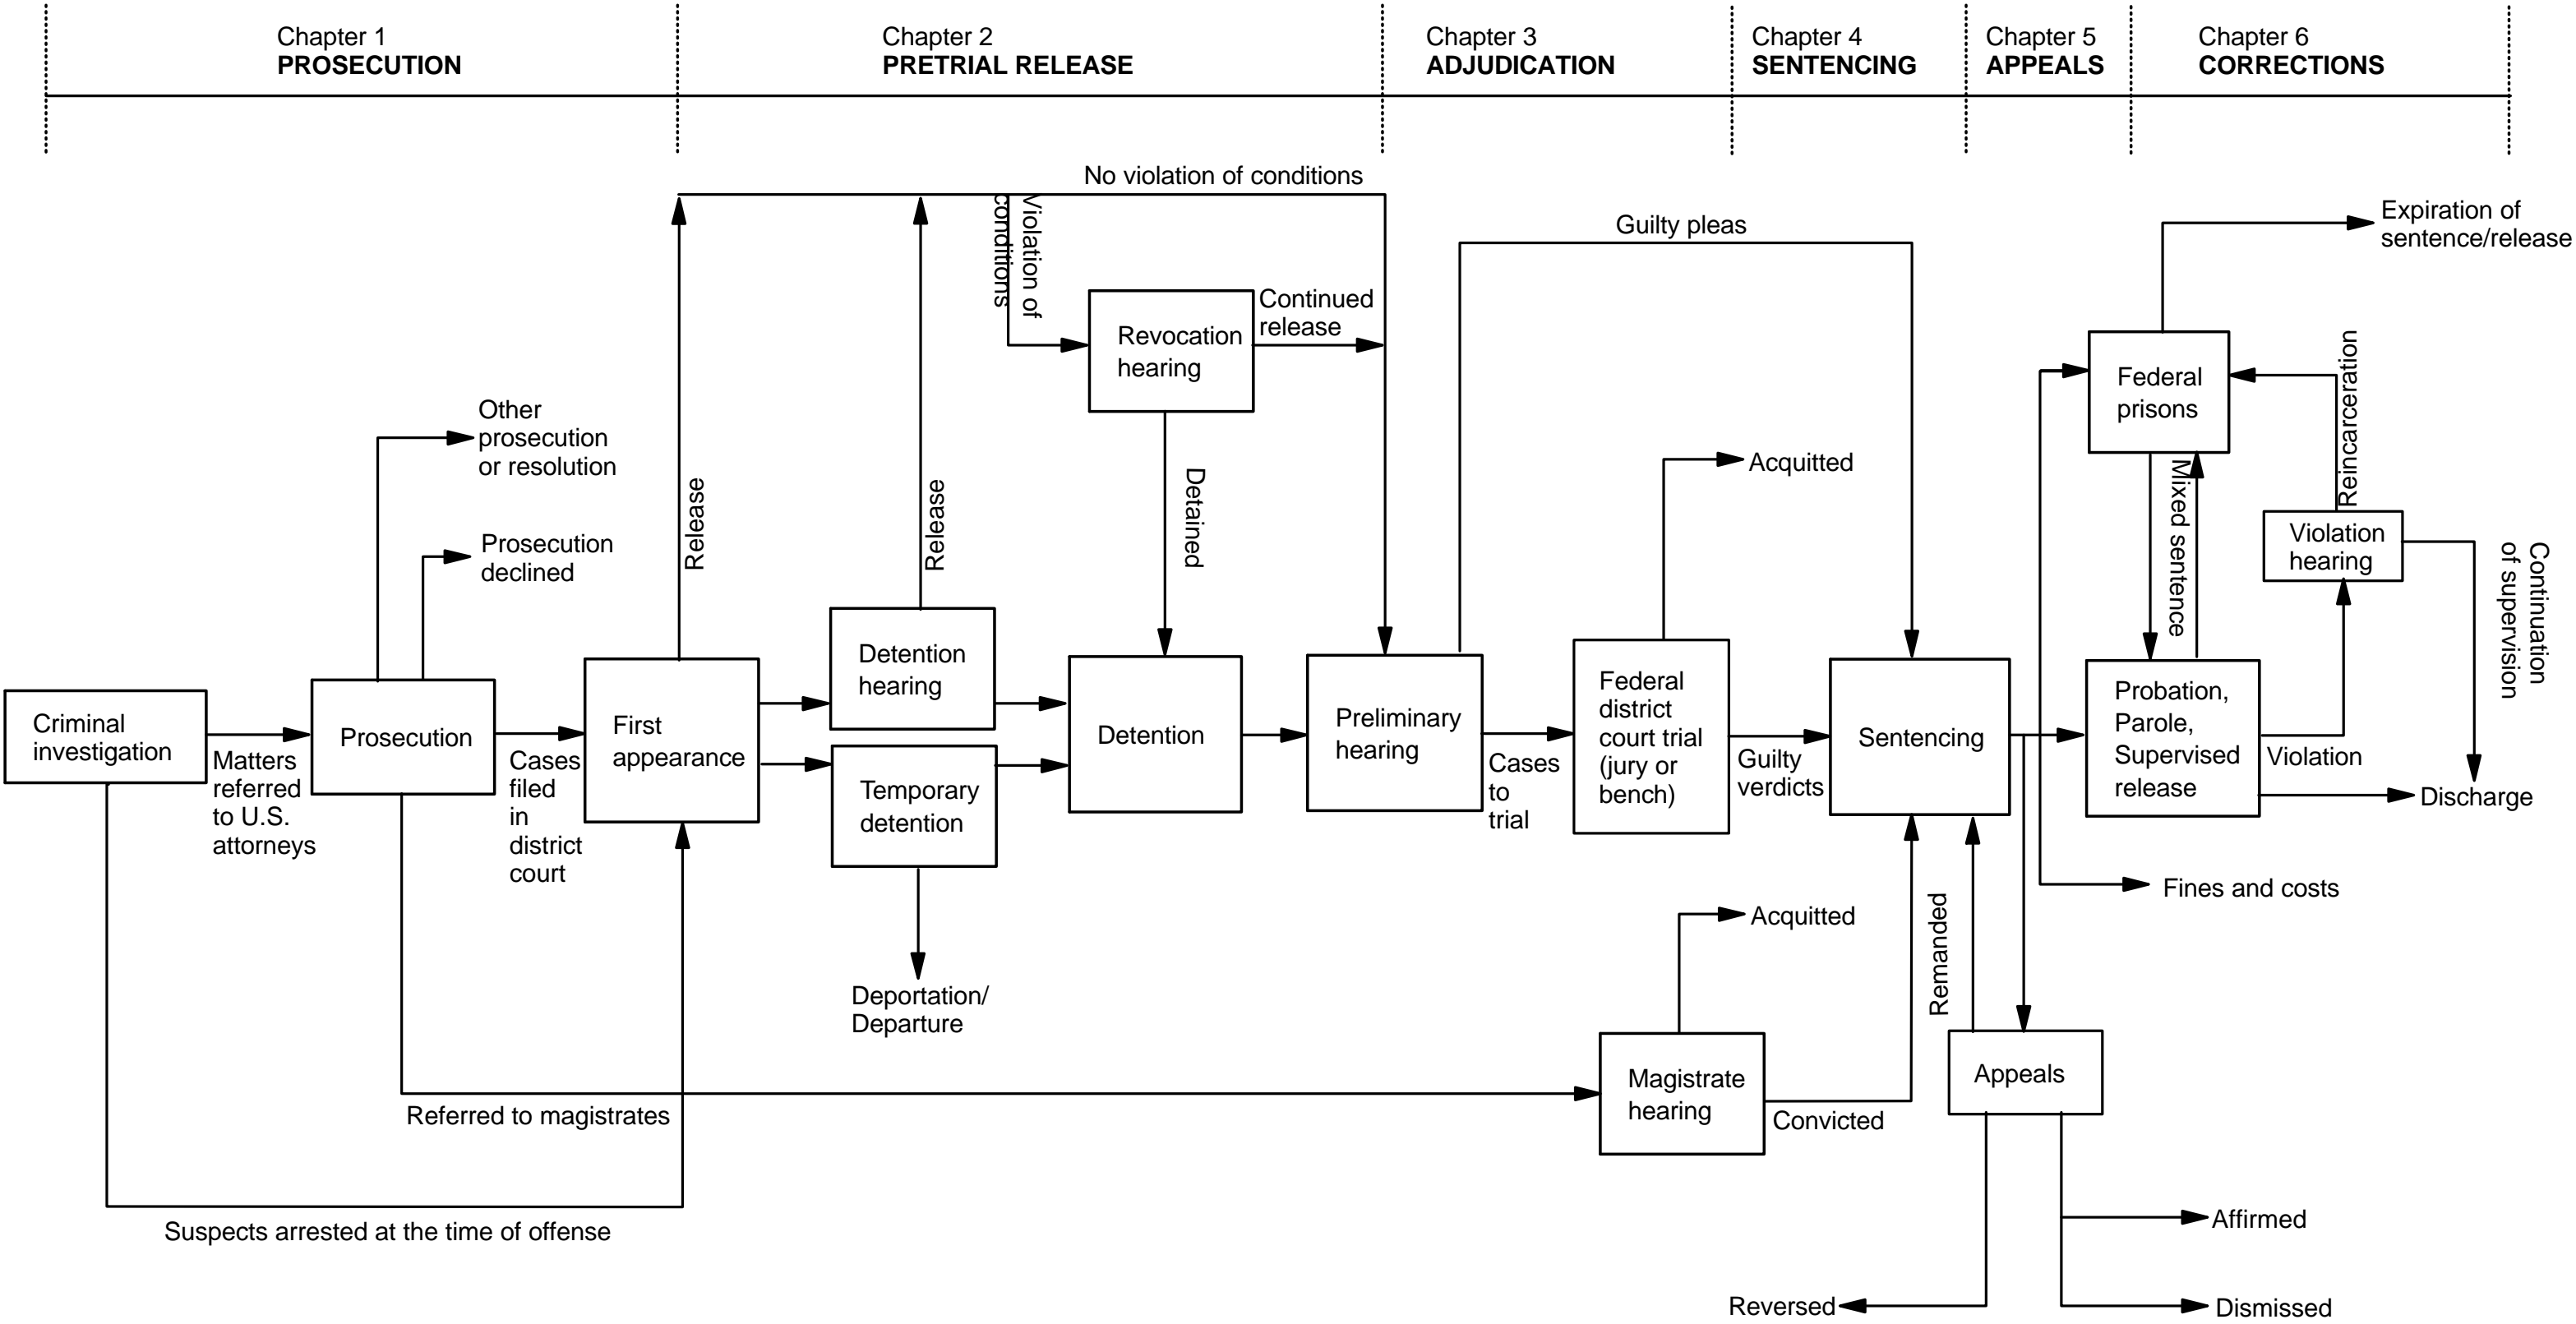 Chapter 1
PROSECUTION
Chapter 2
PRETRIAL RELEASE
Chapter 3
ADJUDICATION
Chapter 4
SENTENCING
Chapter 5
APPEALS
Chapter 6
CORRECTIONS
No violation of conditions
Violation of
conditions
Guilty pleas
Expiration of
sentence/release
Revocation
hearing
Continued
release
Federal
prisons
Reincarceration
Other
prosecution
or resolution
Acquitted
Release
Release
Detained
Mixed sentence
Violation
hearing
Continuation
of supervision
Prosecution
declined
Criminal
investigation
Matters
referred
to U.S.
attorneys
Prosecution
Cases
filed
in
district
court
First
appearance
Detention
hearing
Temporary
detention
Detention
Preliminary
hearing
Cases
to
trial
Federal
district
court trial
(jury or
bench)
Guilty
verdicts
Sentencing
Probation,
Parole,
Supervised
release
Violation
Discharge
Fines and costs
Remanded
Acquitted
Deportation/
Departure
Magistrate
hearing
Convicted
Appeals
Referred to magistrates
Suspects arrested at the time of offense
Affirmed
Reversed
Dismissed